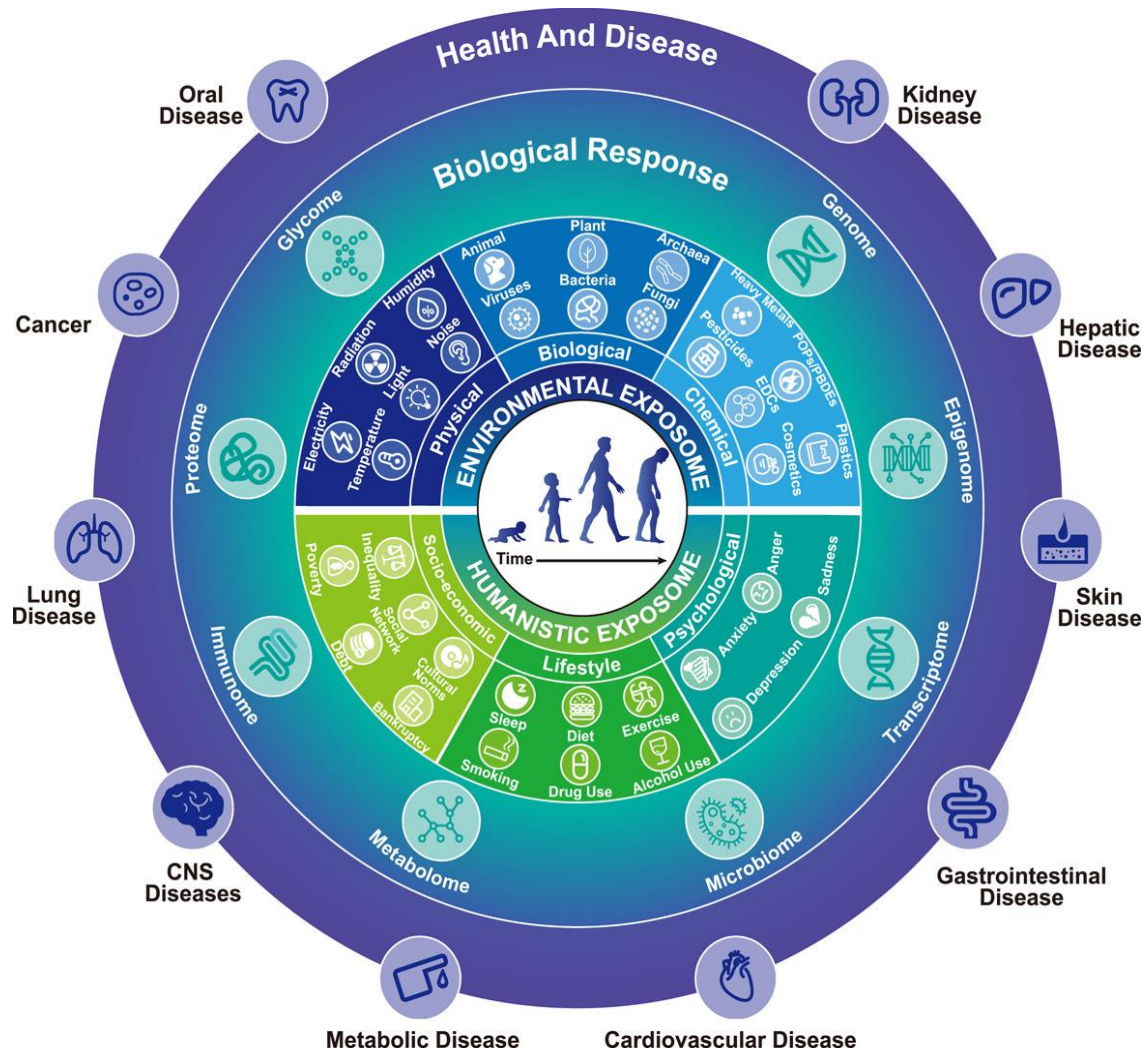 Health And Disease
Oral
Disease
Kidney
Disease
Hepatic
Disease
Skin
Disease
Gastrointestinal
Disease
Cardiovascular Disease
Metabolic Disease
CNS
Diseases
Lung
Disease
Cancer
Biological Response
Glycome
Genome
Epigenome
Transcriptome
Microbiome
Metabolome
Immunome
Proteome
ENVIRONMENTAL EXPOSOME
Physical
Humidity
Radiation
Noise
Light
Electricity
Temperature
%
Biological
Animal
Plant
Archaea
Viruses
Bacteria
Fungi
Chemical
Heavy Metals
Pesticides
POPs/PBDEs
EDCs
Plastics
Cosmetics
Time
HUMANISTIC EXPOSOME
Socio-economic
Poverty
Inequality
Social
Network
Debt
Cultural
Norms
Bankruptcy
Lifestyle
Z
Sleep
Diet
Exercise
Smoking
Drug Use
Alcohol Use
Psychological
Anger
Sadness
Anxiety
Depression